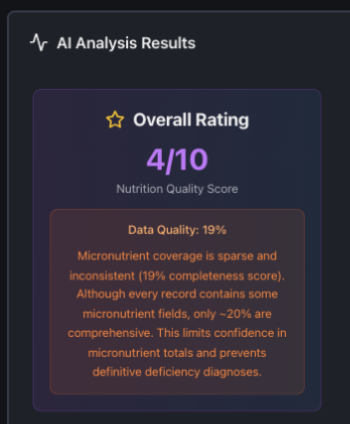 AI Analysis Results
Overall Rating
4/10
Nutrition Quality Score
Data Quality: 19%
Micronutrient coverage is sparse and
inconsistent (19% completeness score).
Although every record contains some
micronutrient fields, only ~20% are
comprehensive. This limits confidence in
micronutrient totals and prevents
definitive deficiency diagnoses.